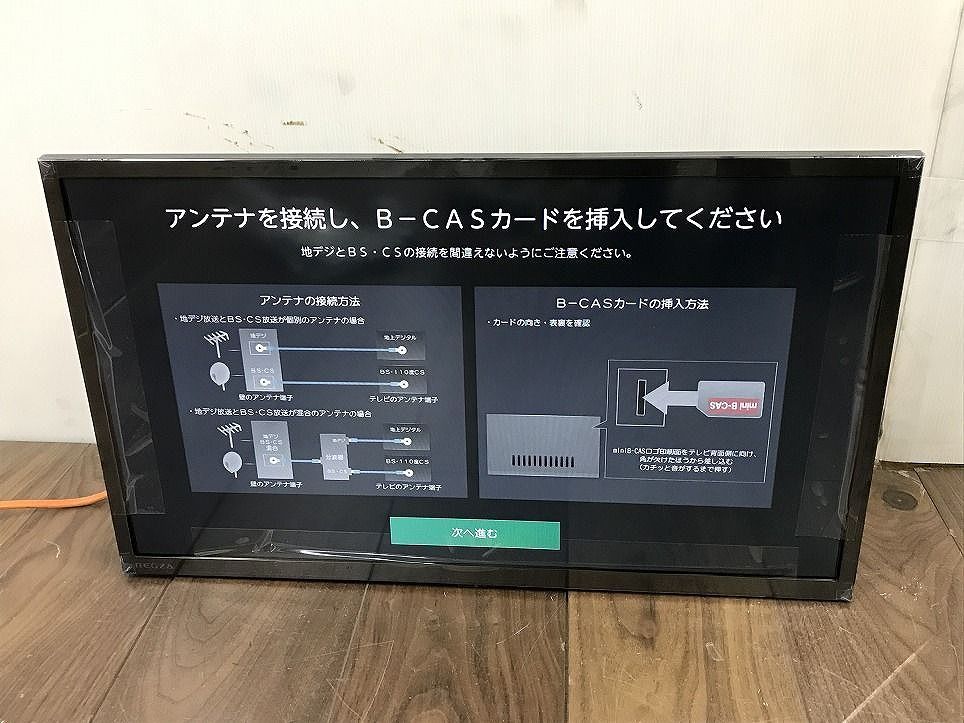 アンテナを接続し、B－CASカードを挿入してください
地デジとBS・CSの接続を間違えないようにご注意ください。
アンテナの接続方法
・地デジ放送とBS・CS放送が個別のアンテナの場合
地デジ
地上デジタル
BS・CS
BS・110度CS
壁のアンテナ端子
テレビのアンテナ端子
・地デジ放送とBS・CS放送が混合のアンテナの場合
地デジ
BS・CS
混合
地デジ
分波器
BS・CS
地上デジタル
BS・110度CS
壁のアンテナ端子
テレビのアンテナ端子
B－CASカードの挿入方法
・カードの向き・表裏を確認
mini B-CAS
miniB-CASロゴ印刷面をテレビ背面側に向け、
角が欠けたほうから差し込む
（カチッと音がするまで押す）
次へ進む
REGZA